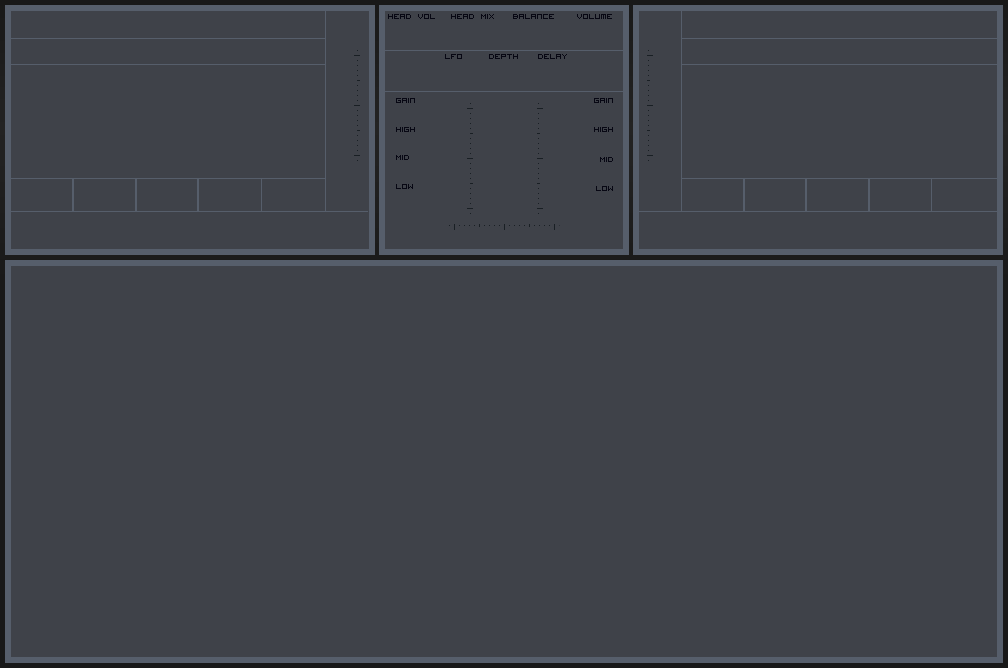 HEAD VOL HEAD MIX BALANCE VOLUME
LFO DEPTH DELAY
GAIN GAIN
HIGH HIGH
MID MID
LOW LOW